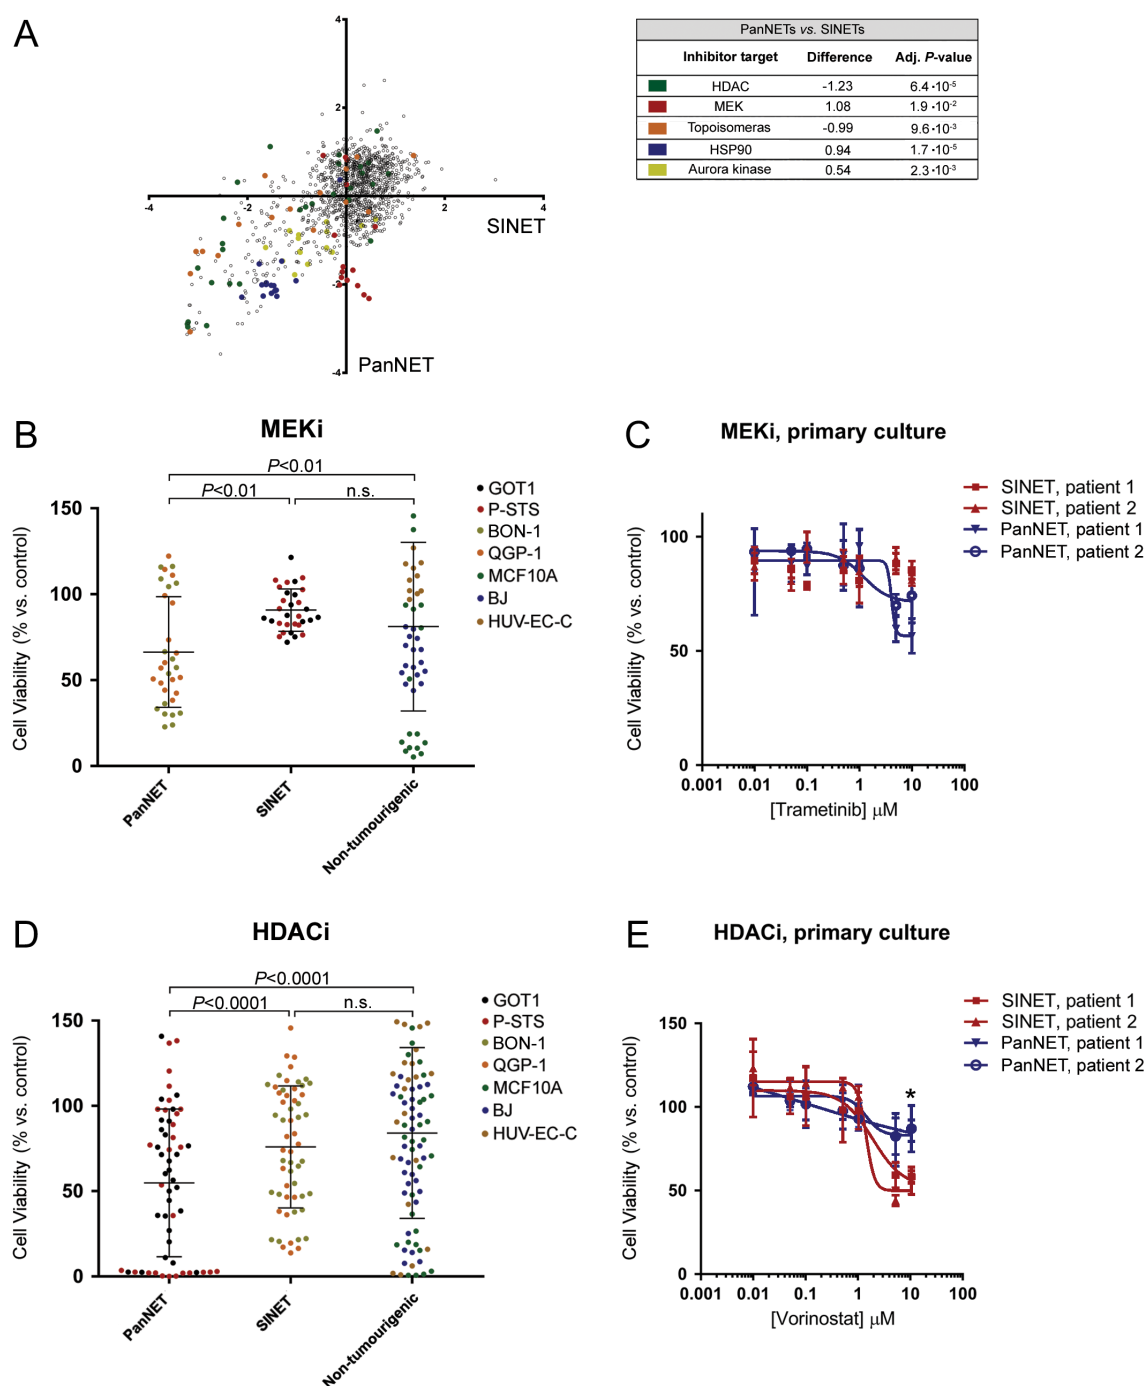 A
4
2
-4
-2
2
4
SINET
-2
-4
PanNET
PanNETs vs. SINETs
Inhibitor target Difference Adj. P-value
HDAC -1.23 6.4·10-5
MEK 1.08 1.9·10-2
Topoisomeras -0.99 9.6·10-3
HSP90 0.94 1.7·10-5
Aurora kinase 0.54 2.3·10-3
B
MEKi
P<0.01
P<0.01
n.s.
150
100
50
0
Cell Viability (% vs. control)
PanNET
SINET
Non-tumourigenic
GOT1
P-STS
BON-1
QGP-1
MCF10A
BJ
HUV-EC-C
C
MEKi, primary culture
SINET, patient 1
SINET, patient 2
PanNET, patient 1
PanNET, patient 2
100
50
0
Cell Viability (% vs. control)
0.001 0.01 0.1 1 10 100
[Trametinib] μM
D
HDACi
P<0.0001
P<0.0001
n.s.
150
100
50
0
Cell Viability (% vs. control)
PanNET
SINET
Non-tumourigenic
GOT1
P-STS
BON-1
QGP-1
MCF10A
BJ
HUV-EC-C
E
HDACi, primary culture
SINET, patient 1
SINET, patient 2
PanNET, patient 1
PanNET, patient 2
150
100
50
0
*
Cell Viability (% vs. control)
0.001 0.01 0.1 1 10 100
[Vorinostat] μM